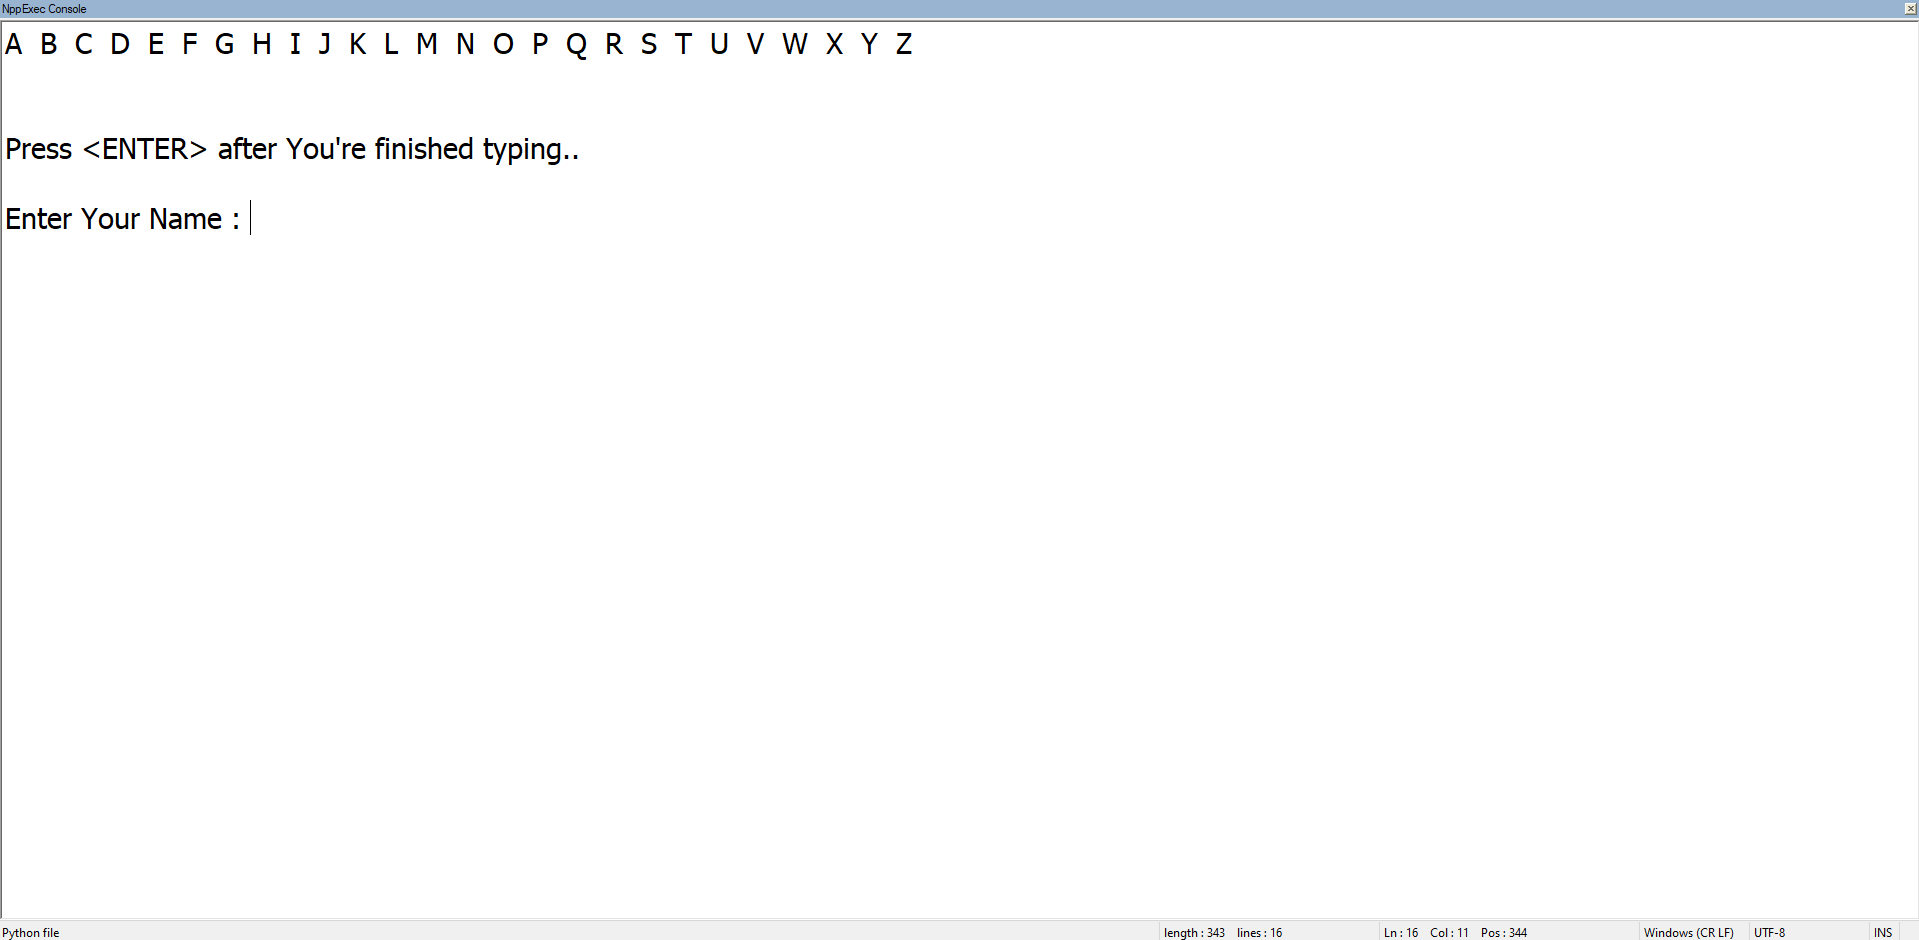 NppExec Console
A B C D E F G H I J K L M N O P Q R S T U V W X Y Z
Press <ENTER> after You're finished typing..
Enter Your Name :
Python file length : 343 lines : 16 Ln : 16 Col : 11 Pos : 344 Windows (CR LF) UTF-8 INS